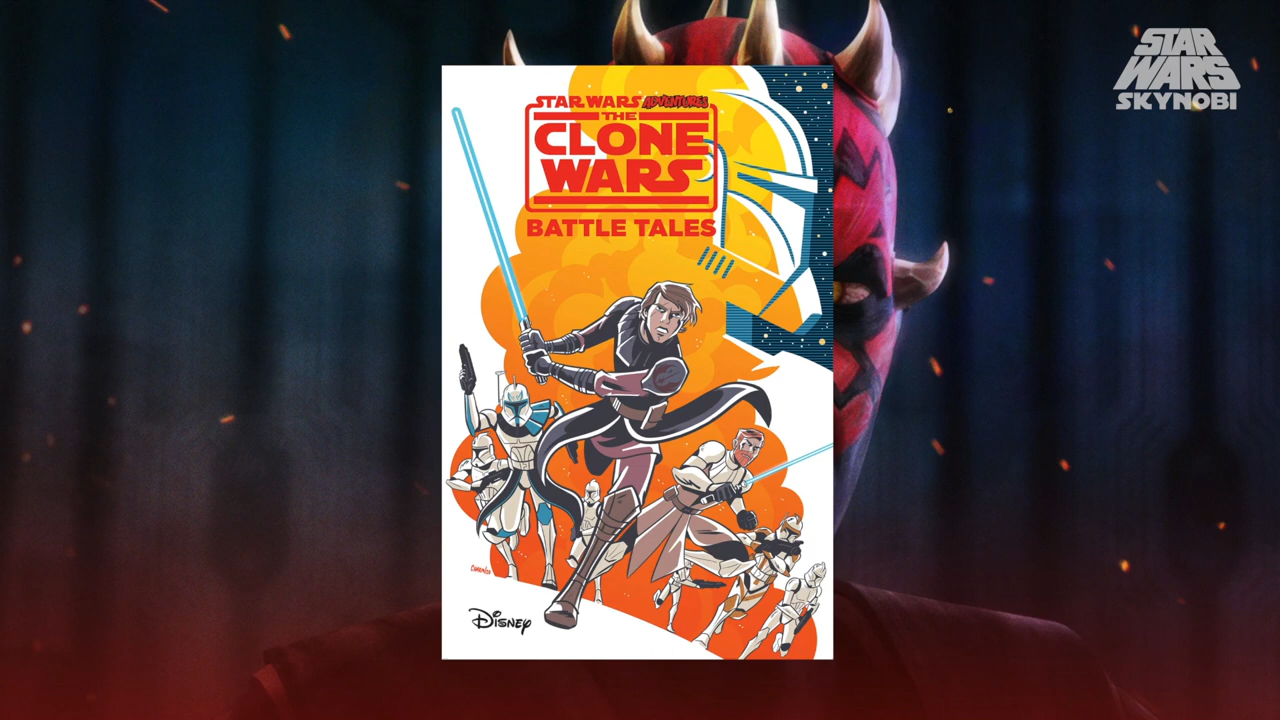 STAR WARS ADVENTURES
THE
CLONE
WARS
BATTLE TALES
Disney
STAR
WARS
SKYNOBI